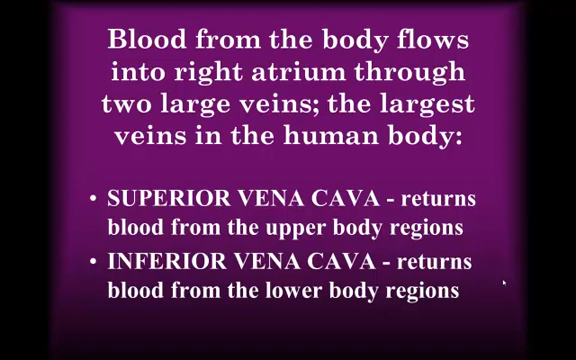 Blood from the body flows
into right atrium through
two large veins; the largest
veins in the human body:
• SUPERIOR VENA CAVA - returns
blood from the upper body regions
• INFERIOR VENA CAVA - returns
blood from the lower body regions